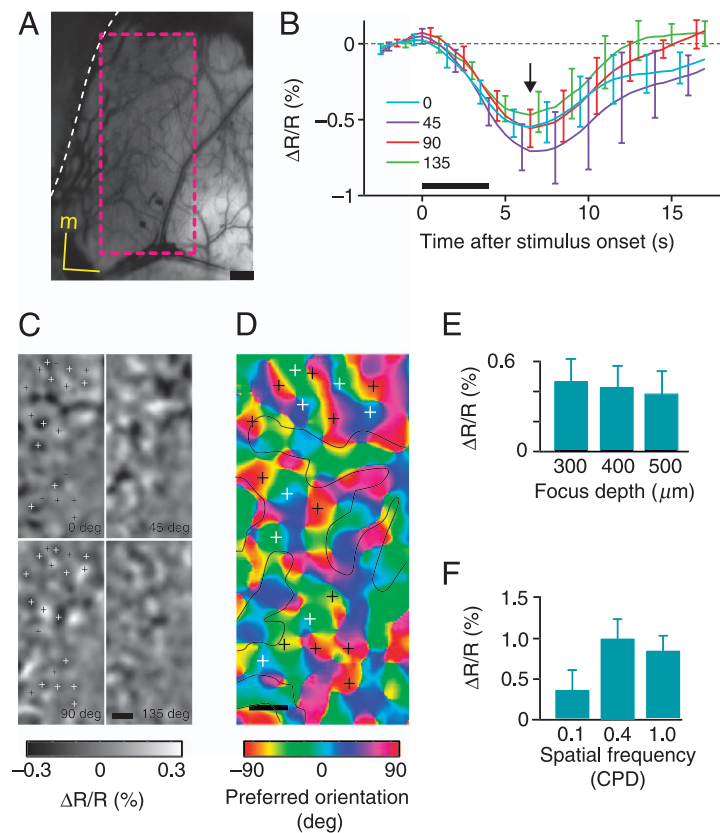 A
m
B
ΔR/R (%)
0
−0.5
−1
0
45
90
135
0 5 10 15
Time after stimulus onset (s)
C
0 deg 45 deg
90 deg 135 deg
−0.3 0 0.3
ΔR/R (%)
D
−90 0 90
Preferred orientation
(deg)
E
ΔR/R (%)
0.6
0
300 400 500
Focus depth (μm)
F
ΔR/R (%)
1.5
1.0
0.5
0
0.1 0.4 1.0
Spatial frequency
(CPD)